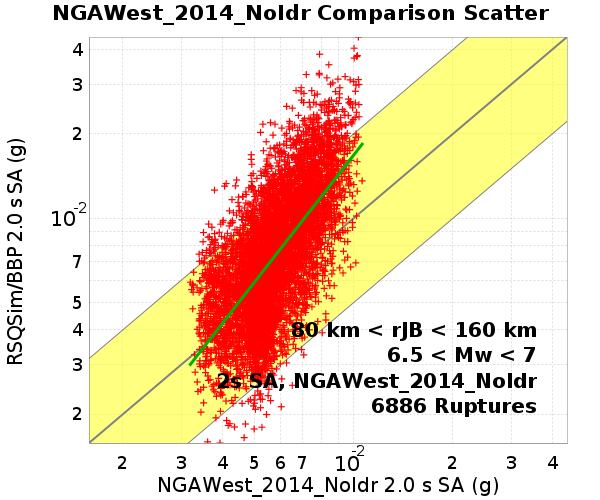 NGAWest_2014_NoIdr Comparison Scatter
RSQSim/BBP 2.0 s SA (g)
4
3
2
10-2
7
5
4
3
2
80 km < rJB < 160 km
6.5 < Mw < 7
2s SA, NGAWest_2014_NoIdr
6886 Ruptures
2 3 4 5 6 7 10-2 2 3 4
NGAWest_2014_NoIdr 2.0 s SA (g)